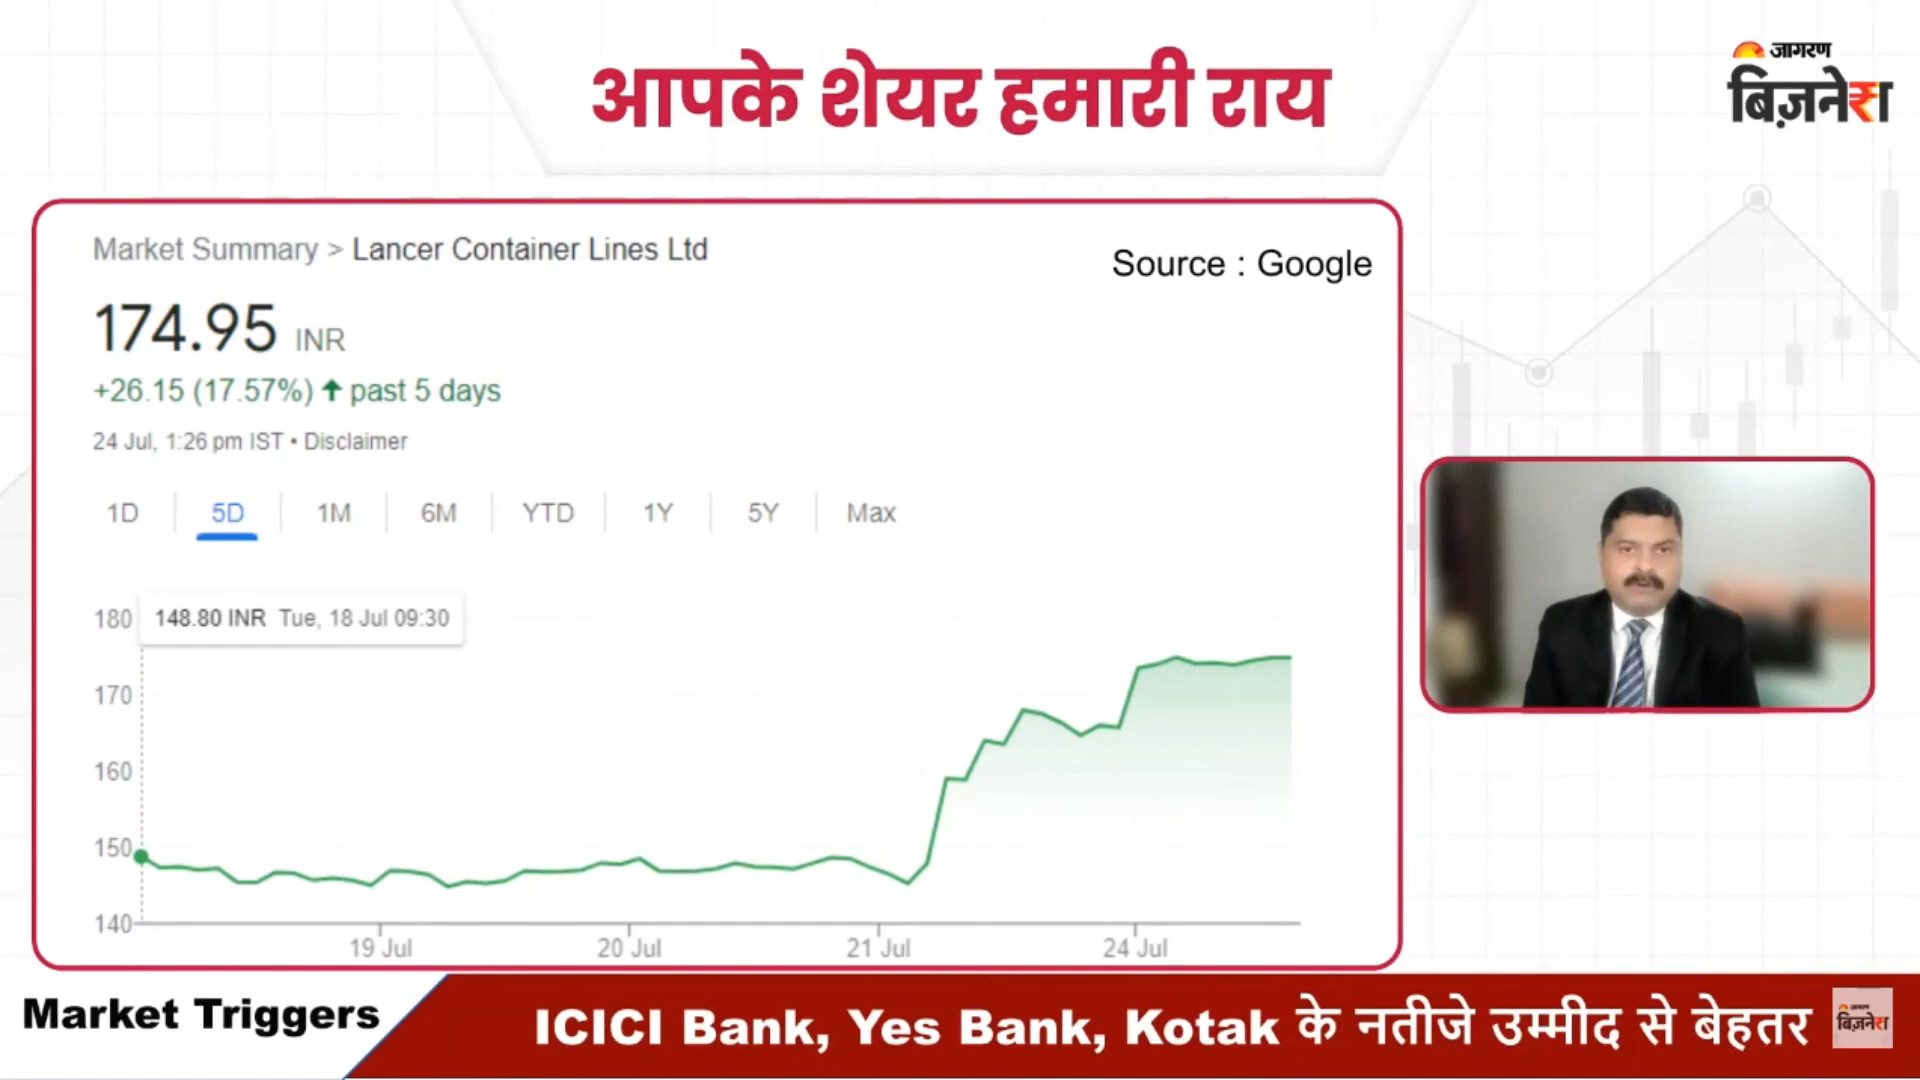 आपके शेयर हमारी राय
जागरण
बिज़नेस
Market Summary > Lancer Container Lines Ltd
Source : Google
174.95 INR
+26.15 (17.57%) ↑ past 5 days
24 Jul, 1:26 pm IST • Disclaimer
1D 5D 1M 6M YTD 1Y 5Y Max
180
148.80 INR Tue, 18 Jul 09:30
170
160
150
140
19 Jul 20 Jul 21 Jul 24 Jul
Market Triggers
ICICI Bank, Yes Bank, Kotak के नतीजे उम्मीद से बेहतर
जागरण
बिज़नेस